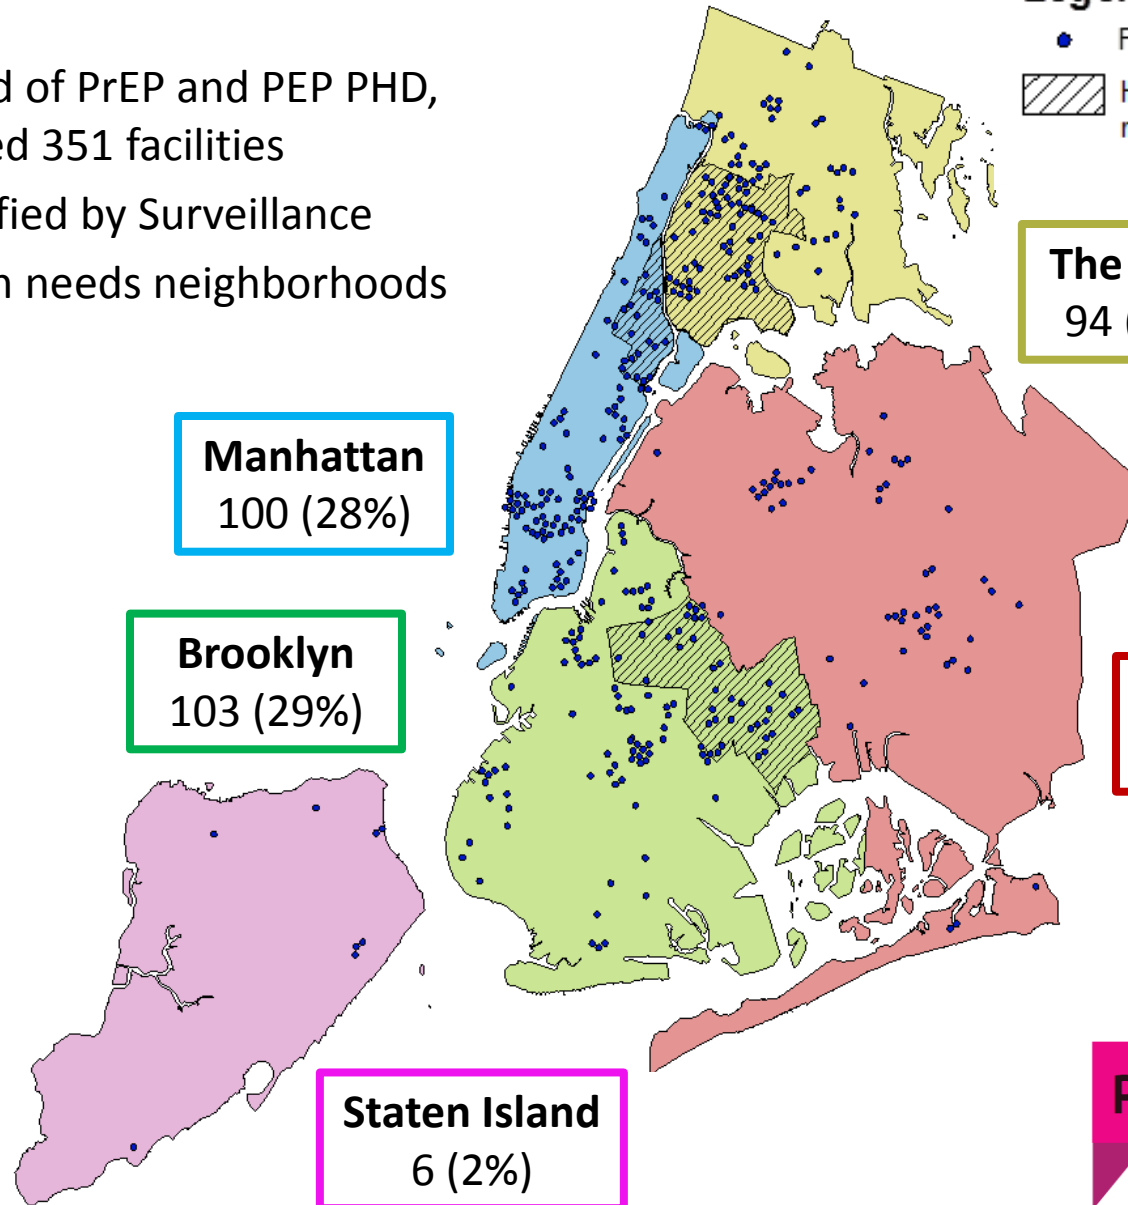 d of PrEP and PEP PHD,
ed 351 facilities
ified by Surveillance
n needs neighborhoods
The
94 (
Manhattan
100 (28%)
Brooklyn
103 (29%)
Staten Island
6 (2%)